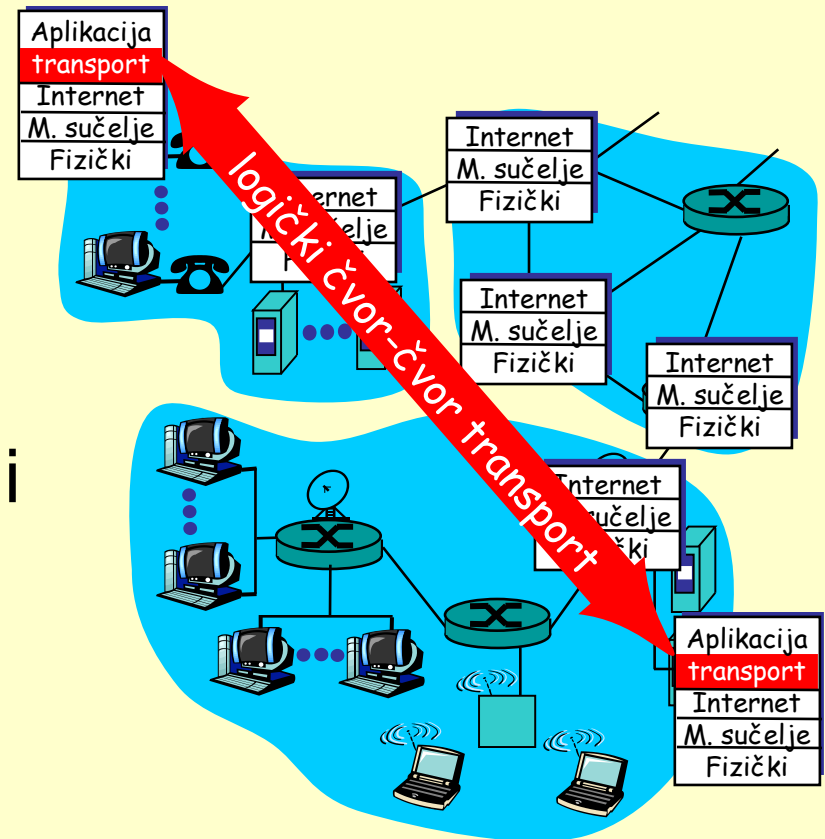 Aplikacija
transport
Internet
M. sučelje
Fizički
Internet
M. sučelje
Fizički
logički čvor-čvor transport
Internet
M. sučelje
Fizički
Internet
M. sučelje
Fizički
i
Internet
Aplikacija
transport
Internet
M. sučelje
Fizički